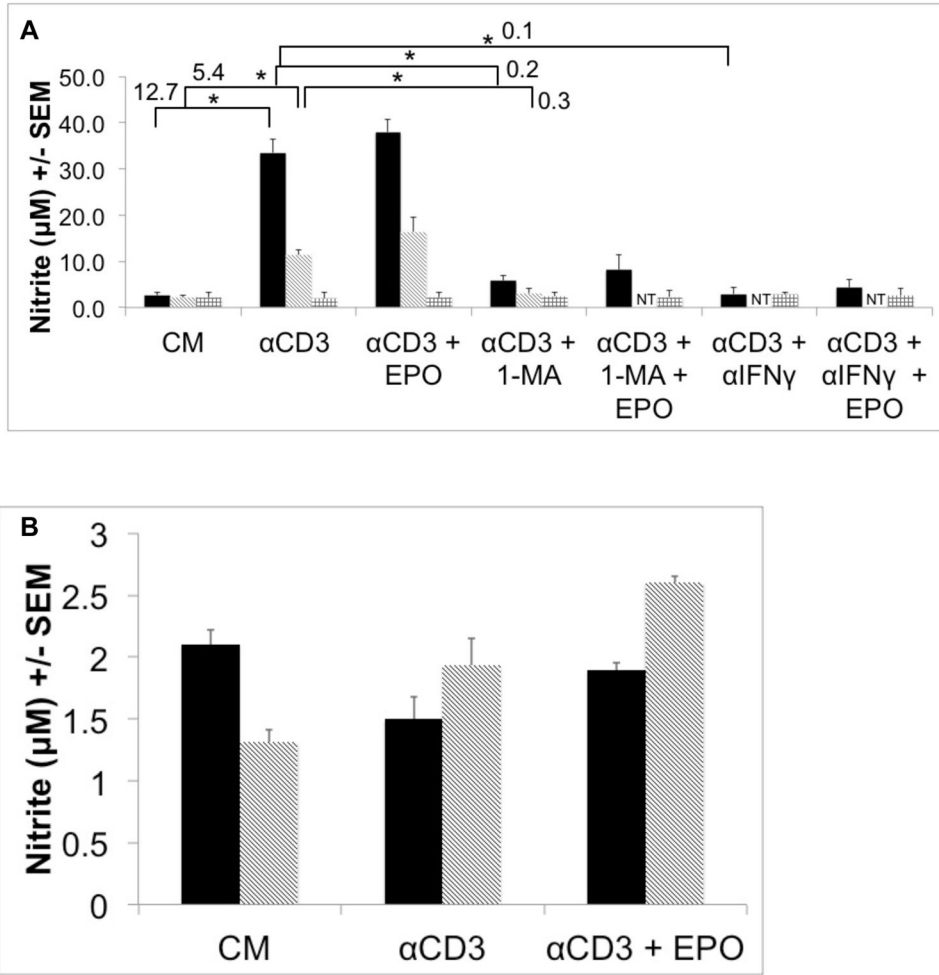 A
* 0.1
5.4 * * 0.2
12.7 * * 0.3
50.0
40.0
30.0
20.0
10.0
0.0
Nitrite (µM) +/- SEM
NT NT NT
CM αCD3 αCD3 + αCD3 + αCD3 + αCD3 + αCD3 +
EPO 1-MA 1-MA + αIFNγ αIFNγ +
EPO EPO
B
3
2.5
2
1.5
1
0.5
0
Nitrite (µM) +/- SEM
CM αCD3 αCD3 + EPO